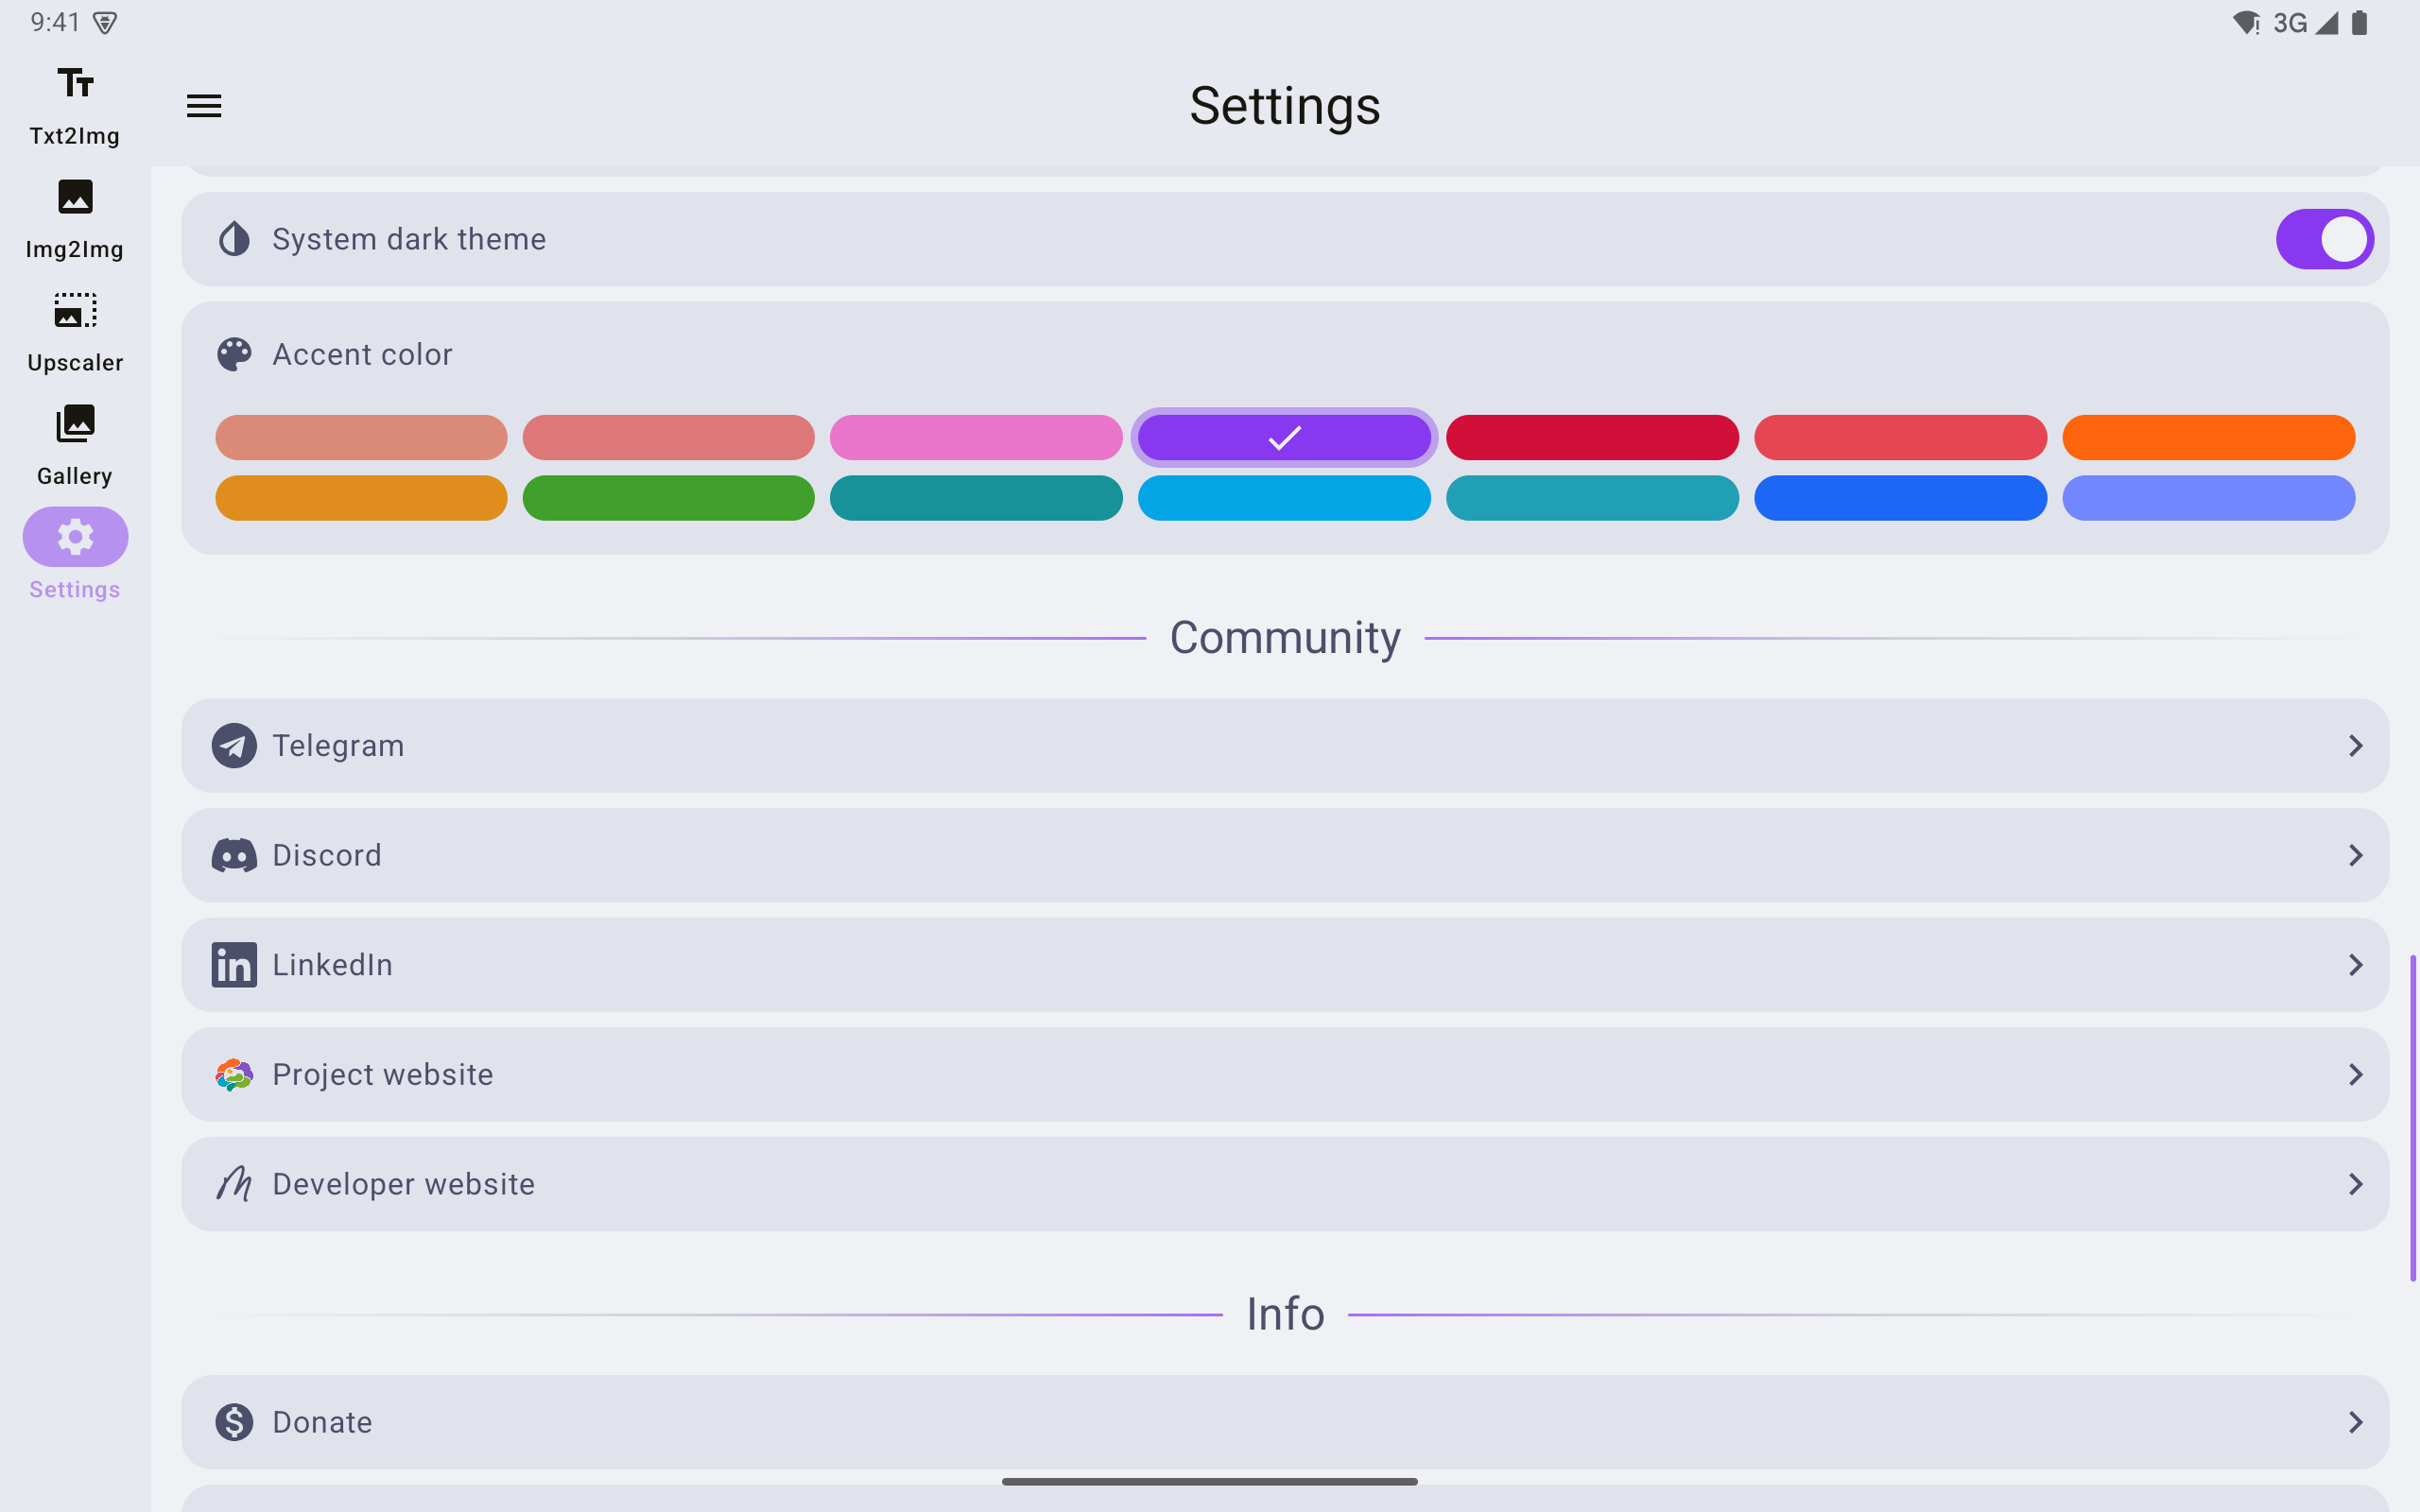 9:41
3G
Txt2Img
Img2Img
Upscaler
Gallery
Settings
Settings
System dark theme
Accent color
Community
Telegram
Discord
LinkedIn
Project website
Developer website
Info
Donate